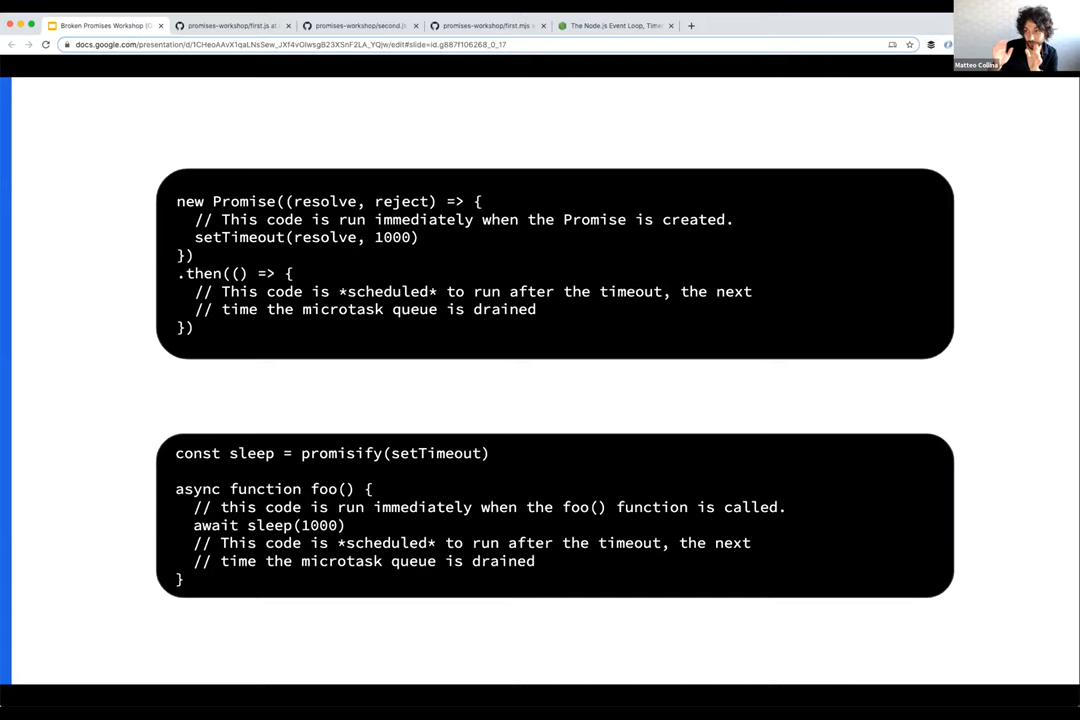 Broken Promises Workshop (O
promises-workshop/first.js at
promises-workshop/second.js
promises-workshop/first.mjs
The Node.js Event Loop, Timer
Matteo Collina
new Promise((resolve, reject) => {
// This code is run immediately when the Promise is created.
setTimeout(resolve, 1000)
})
.then(() => {
// This code is *scheduled* to run after the timeout, the next
// time the microtask queue is drained
})
const sleep = promisify(setTimeout)
async function foo() {
// this code is run immediately when the foo() function is called.
await sleep(1000)
// This code is *scheduled* to run after the timeout, the next
// time the microtask queue is drained
}